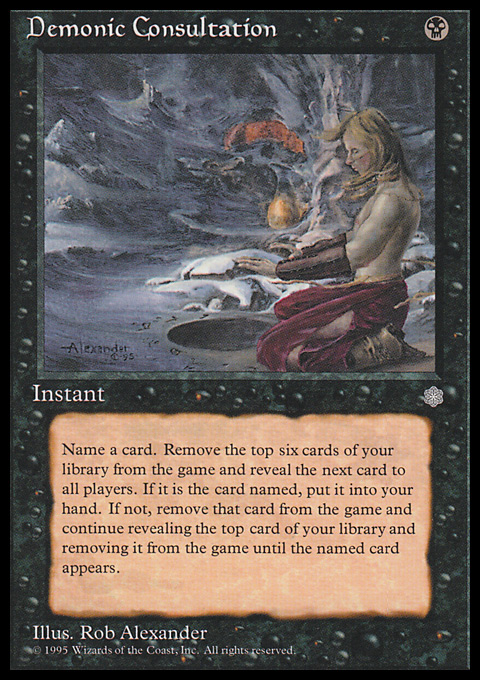 Demonic Consultation
Alexander
© 95
Instant
Name a card. Remove the top six cards of your
library from the game and reveal the next card to
all players. If it is the card named, put it into your
hand. If not, remove that card from the game and
continue revealing the top card of your library and
removing it from the game until the named card
appears.
Illus. Rob Alexander
© 1995 Wizards of the Coast, Inc. All rights reserved.